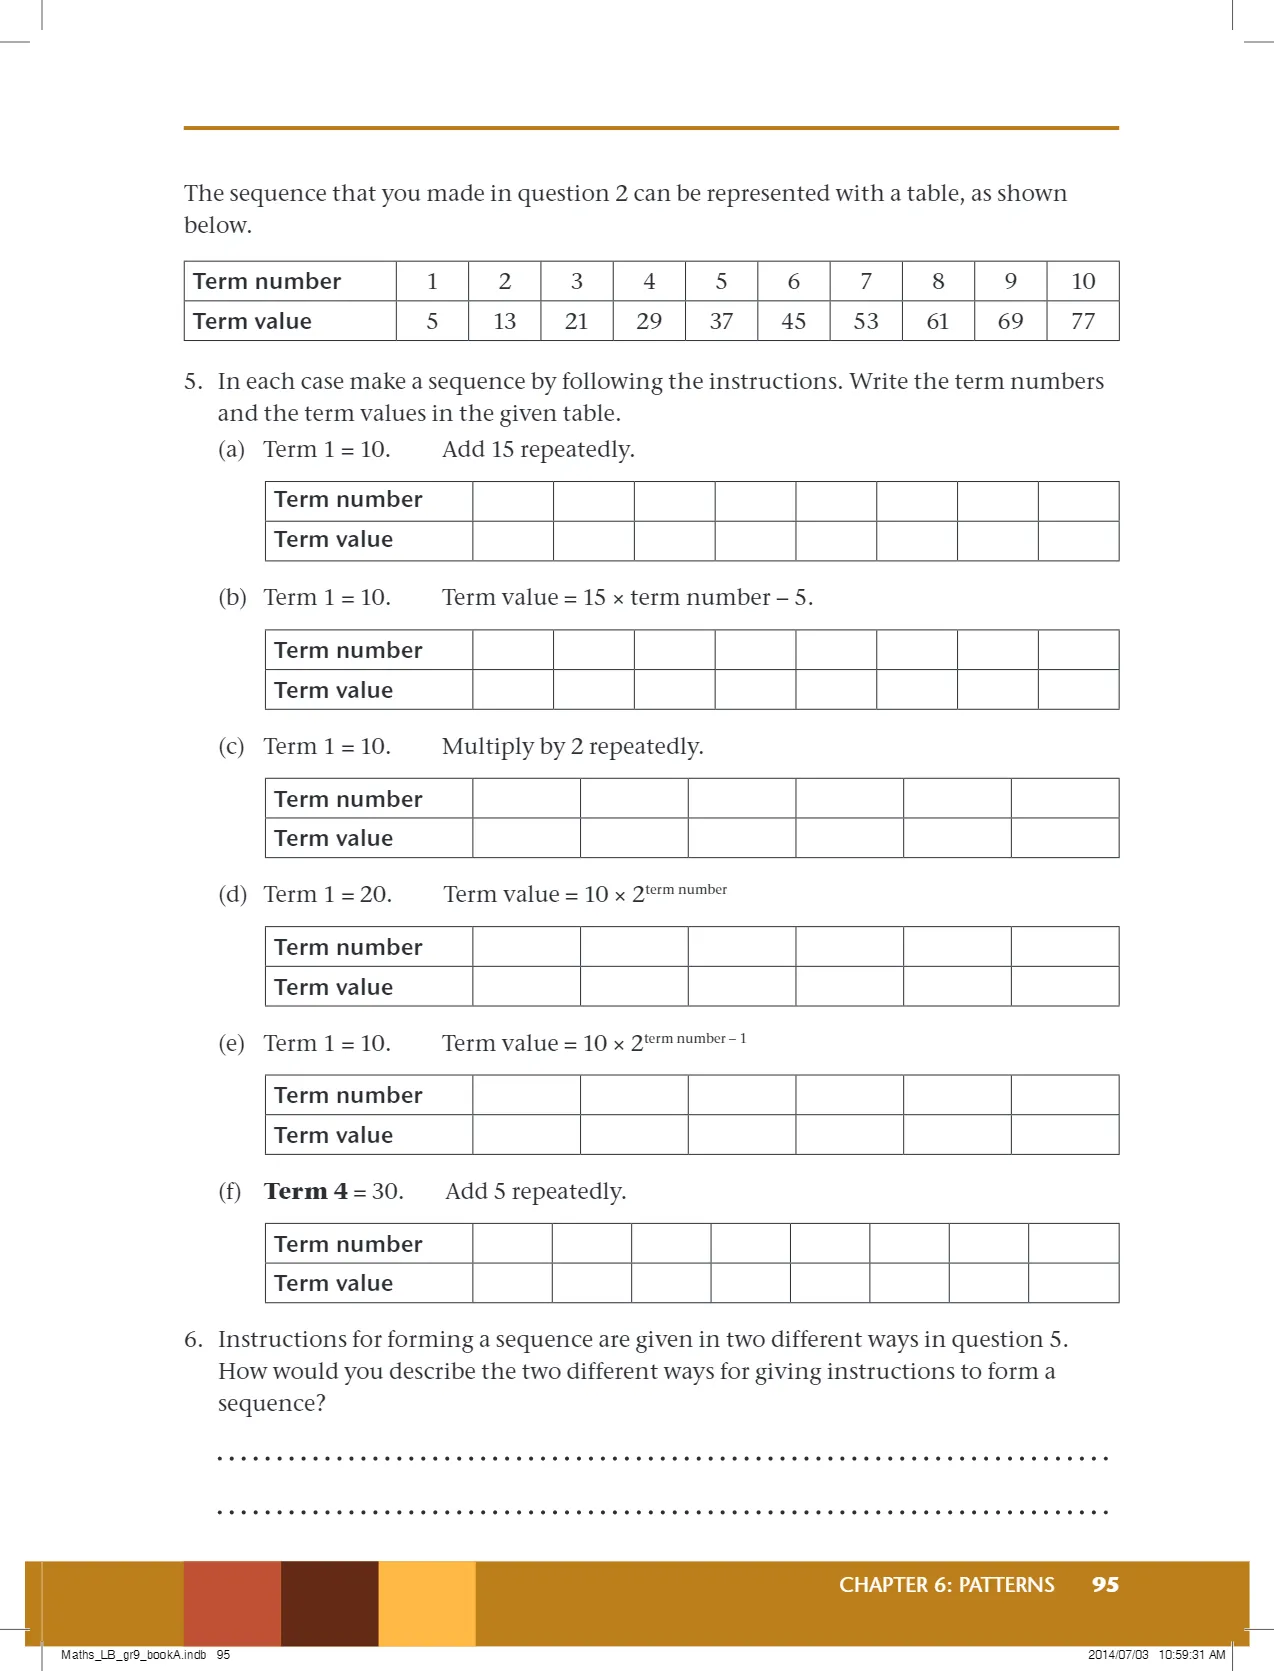 The sequence that you made in question 2 can be represented with a table, as shown
below.
Term number 1 2 3 4 5 6 7 8 9 10
Term value 5 13 21 29 37 45 53 61 69 77
5. In each case make a sequence by following the instructions. Write the term numbers
and the term values in the given table.
(a) Term 1 = 10. Add 15 repeatedly.
Term number
Term value
(b) Term 1 = 10. Term value = 15 × term number – 5.
Term number
Term value
(c) Term 1 = 10. Multiply by 2 repeatedly.
Term number
Term value
(d) Term 1 = 20. Term value = 10 × 2^term number
Term number
Term value
(e) Term 1 = 10. Term value = 10 × 2^term number – 1
Term number
Term value
(f) Term 4 = 30. Add 5 repeatedly.
Term number
Term value
6. Instructions for forming a sequence are given in two different ways in question 5.
How would you describe the two different ways for giving instructions to form a
sequence?
CHAPTER 6: PATTERNS 95
Maths_LB_gr9_bookA.indb 95 2014/07/03 10:59:31 AM